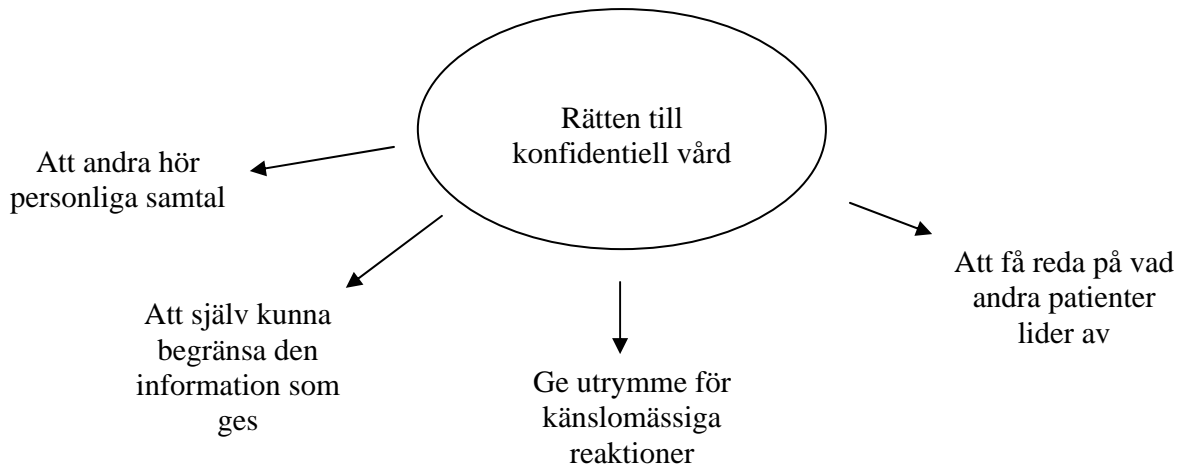 Rätten till
konfidentiell vård
Att andra hör
personliga samtal
Att själv kunna
begränsa den
information som
ges
Ge utrymme för
känslomässiga
reaktioner
Att få reda på vad
andra patienter
lider av